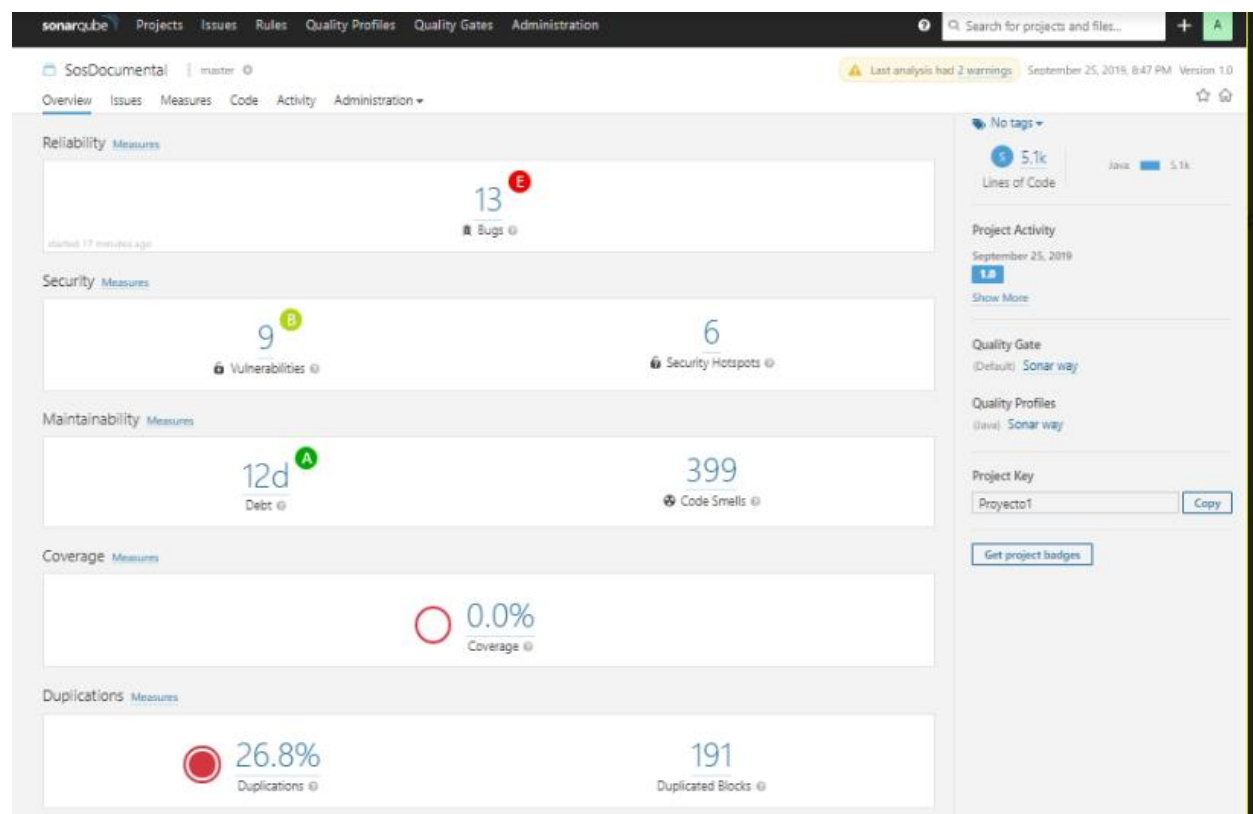 sonarqube Projects Issues Rules Quality Profiles Quality Gates Administration Search for projects and files... + A
SosDocumental master Last analysis had 2 warnings September 25, 2019, 8:47 PM Version 1.0
Overview Issues Measures Code Activity Administration
No tags
Reliability Measures
13 E
Bugs
started 17 minutes ago
S 5.1k Java 5.1k
Lines of Code
Project Activity
September 25, 2019
1.0
Show More
Security Measures
9 B
Vulnerabilities
6
Security Hotspots
Quality Gate
(Default) Sonar way
Quality Profiles
(Java) Sonar way
Maintainability Measures
12d A
Debt
399
Code Smells
Project Key
Proyecto1 Copy
Get project badges
Coverage Measures
0.0%
Coverage
Duplications Measures
26.8%
Duplications
191
Duplicated Blocks